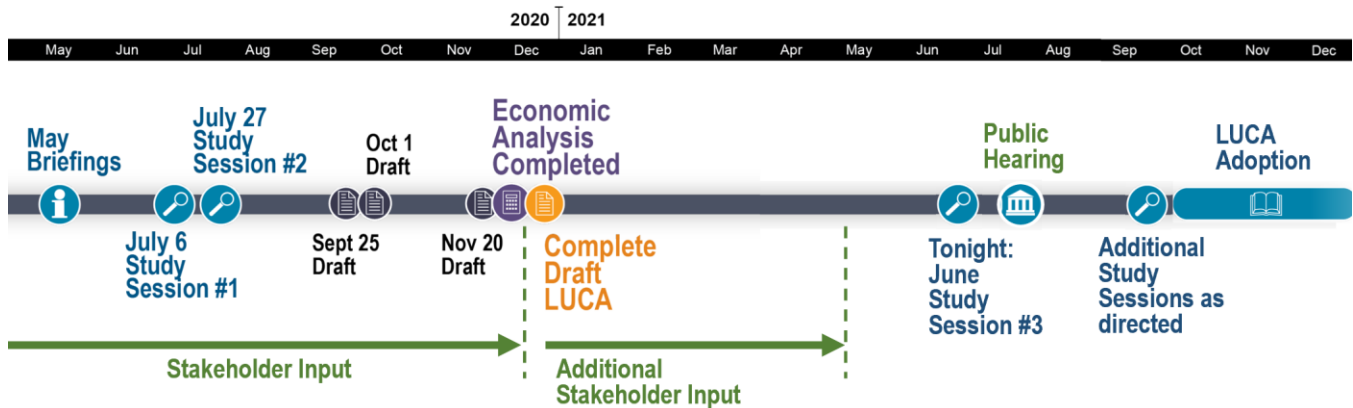 2020 2021
May Jun Jul Aug Sep Oct Nov Dec Jan Feb Mar Apr May Jun Jul Aug Sep Oct Nov Dec
May
Briefings
July 27
Study
Session #2
Oct 1
Draft
Economic
Analysis
Completed
Public
Hearing
LUCA
Adoption
July 6
Study
Session #1
Sept 25
Draft
Nov 20
Draft
Complete
Draft
LUCA
Tonight:
June
Study
Session #3
Additional
Study
Sessions as
directed
Stakeholder Input
Additional
Stakeholder Input